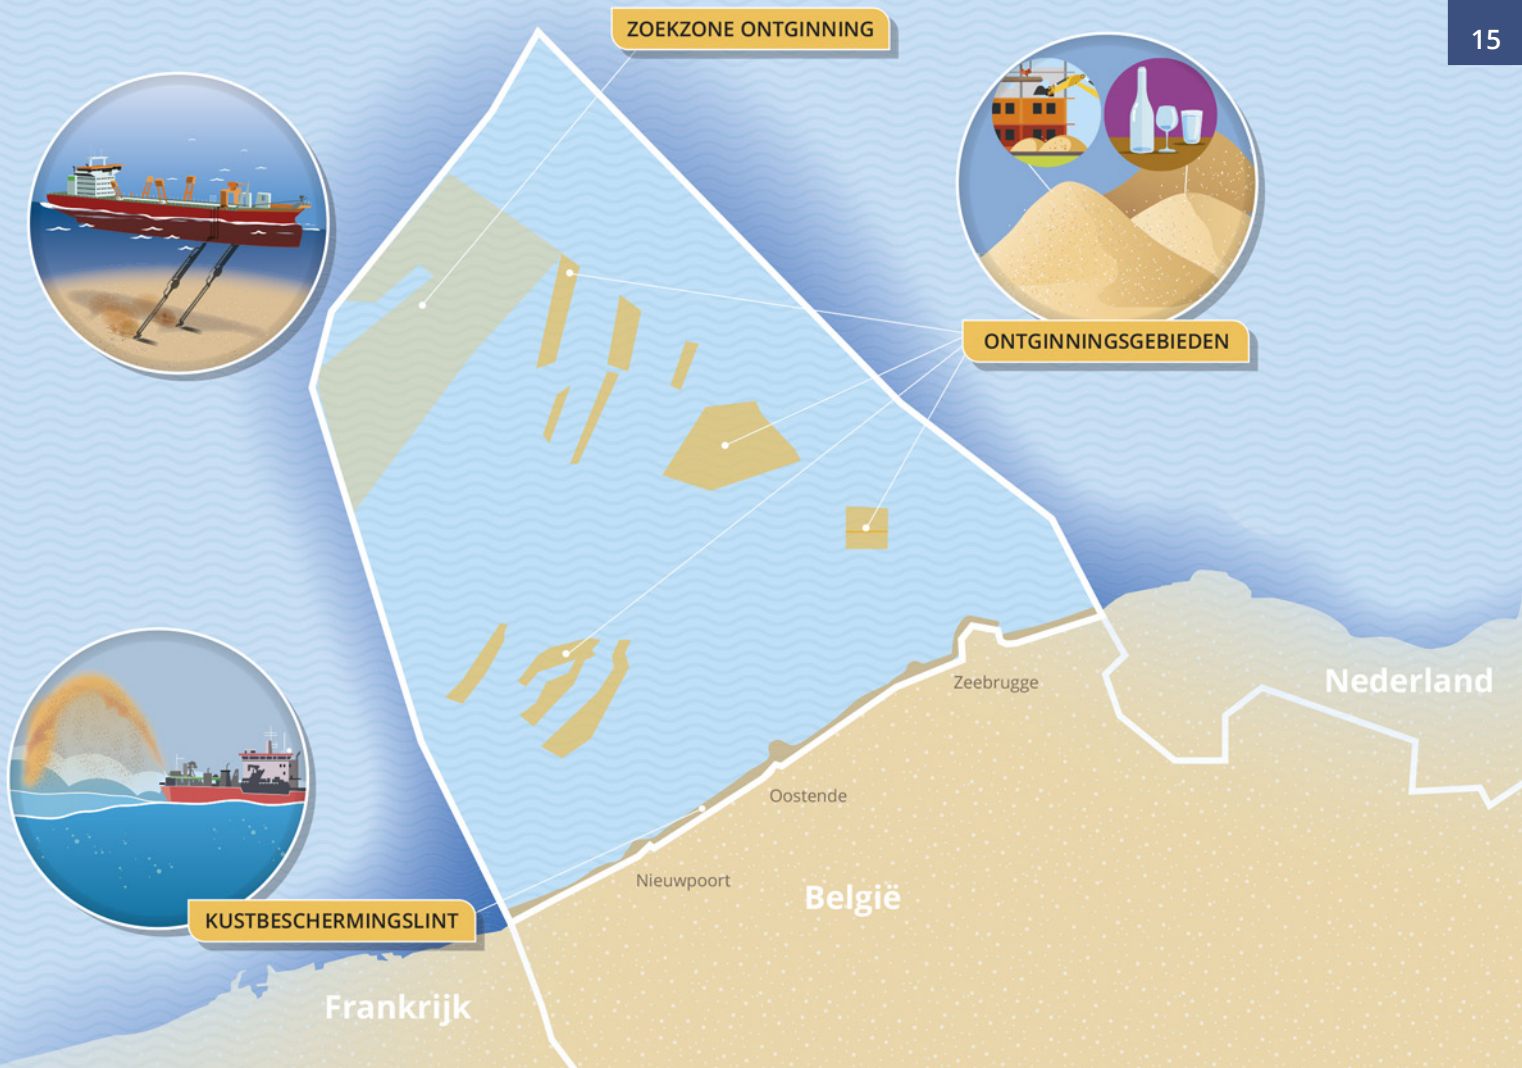 ZOEKZONE ONTGINNING
15
ONTGINNINGSGEBIEDEN
Zeebrugge
Nederland
Oostende
Nieuwpoort
België
KUSTBESCHERMINGSLINT
Frankrijk